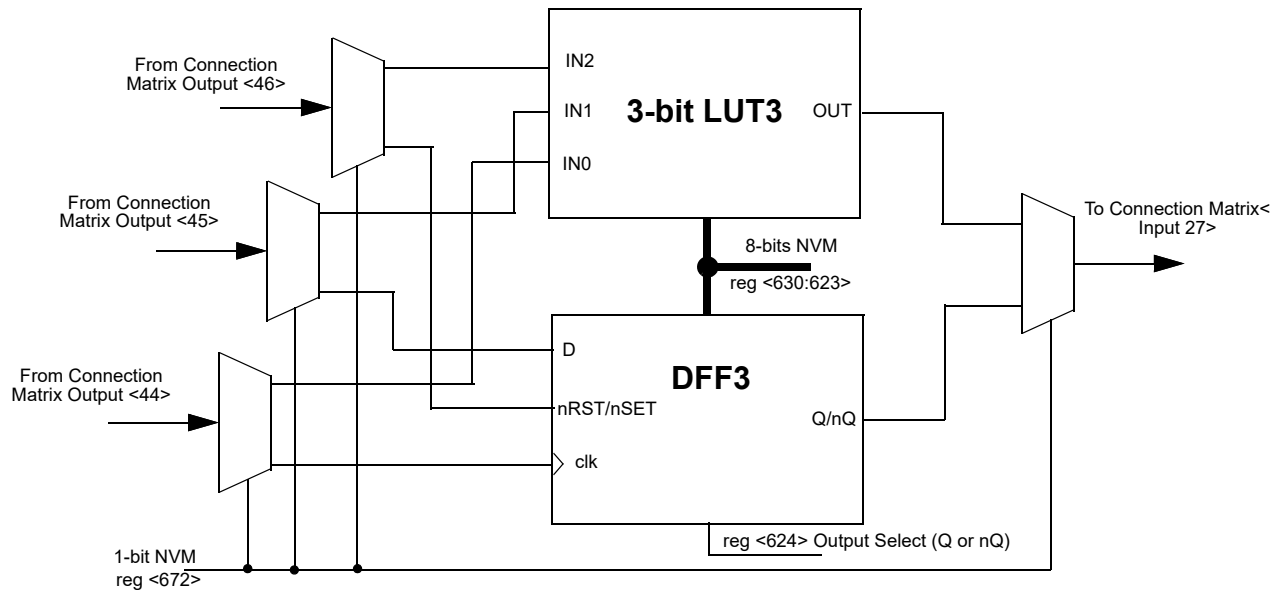 From Connection
Matrix Output <46>
IN2
IN1
IN0
3-bit LUT3
OUT
From Connection
Matrix Output <45>
To Connection Matrix<
Input 27>
8-bits NVM
reg <630:623>
D
DFF3
nRST/nSET
Q/nQ
clk
From Connection
Matrix Output <44>
reg <624> Output Select (Q or nQ)
1-bit NVM
reg <672>